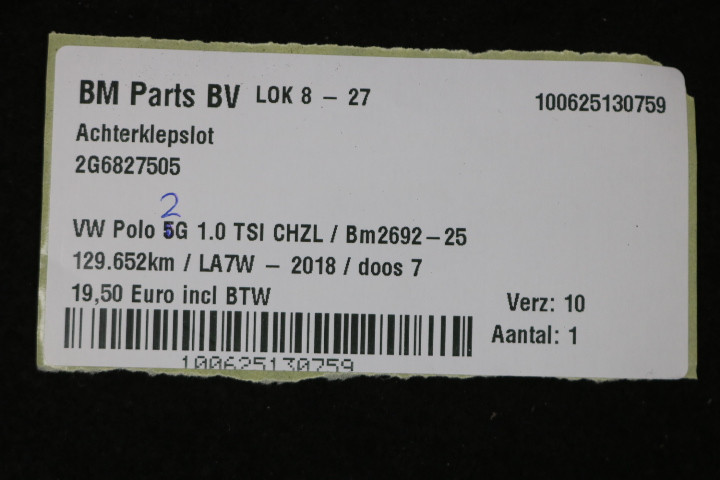 BM Parts BV LOK 8 - 27
100625130759
Achterklepslot
2G6827505
2
VW Polo 5G 1.0 TSI CHZL / Bm2692-25
129.652km / LA7W - 2018 / doos 7
19,50 Euro incl BTW
Verz: 10
Aantal: 1
100625130759